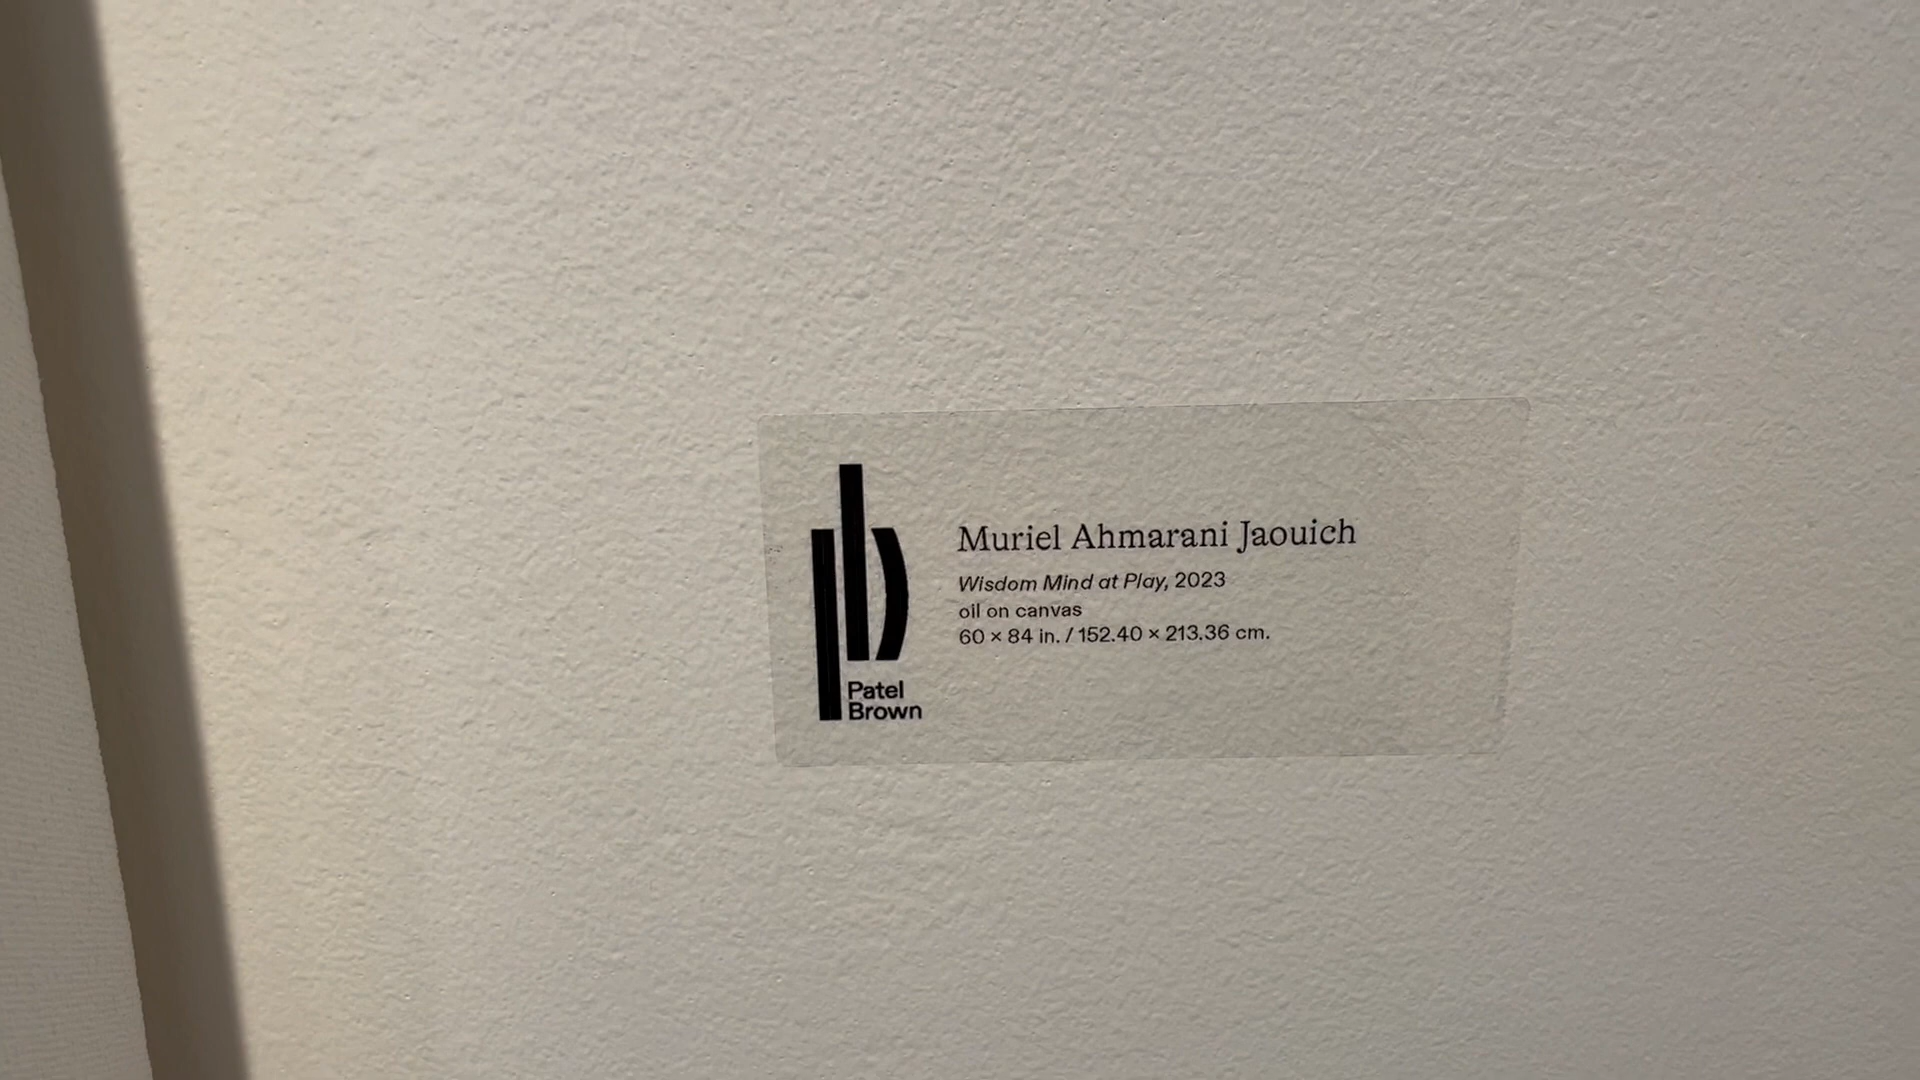 Muriel Ahmarani Jaouich
Wisdom Mind at Play, 2023
oil on canvas
60 × 84 in. / 152.40 × 213.36 cm.
pb
Patel
Brown